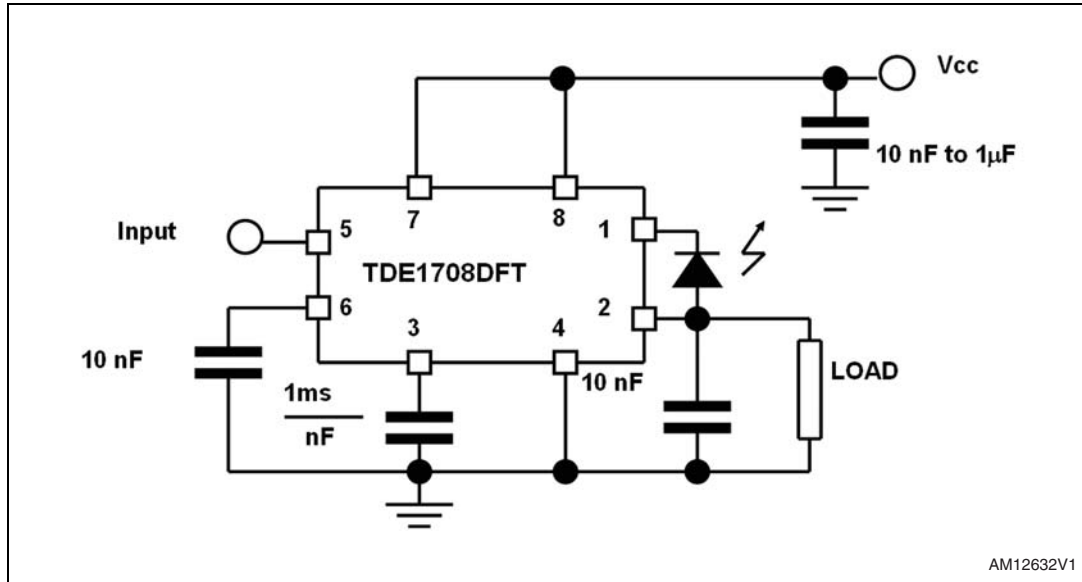 Vcc
10 nF to 1µF
7
8
Input
5
1
TDE1708DFT
6
2
3
4
10 nF
10 nF
LOAD
1ms
nF
AM12632V1